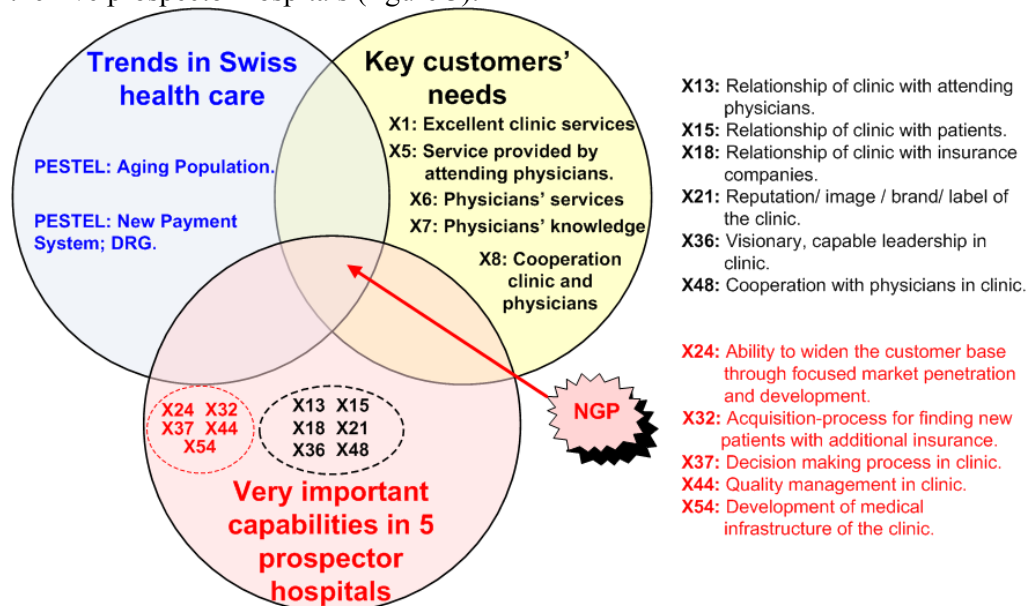 the five prospector hospitals (figure 3).
Trends in Swiss
health care
PESTEL: Aging Population.
PESTEL: New Payment
System; DRG.
Key customers’
needs
X1: Excellent clinic services
X5: Service provided by
attending physicians.
X6: Physicians’ services
X7: Physicians’ knowledge
X8: Cooperation
clinic and
physicians
NGP
X24 X32
X37 X44
X54
X13 X15
X18 X21
X36 X48
Very important
capabilities in 5
prospector
hospitals
X13: Relationship of clinic with attending
physicians.
X15: Relationship of clinic with patients.
X18: Relationship of clinic with insurance
companies.
X21: Reputation/ image / brand/ label of
the clinic.
X36: Visionary, capable leadership in
clinic.
X48: Cooperation with physicians in clinic.
X24: Ability to widen the customer base
through focused market penetration
and development.
X32: Acquisition-process for finding new
patients with additional insurance.
X37: Decision making process in clinic.
X44: Quality management in clinic.
X54: Development of medical
infrastructure of the clinic.